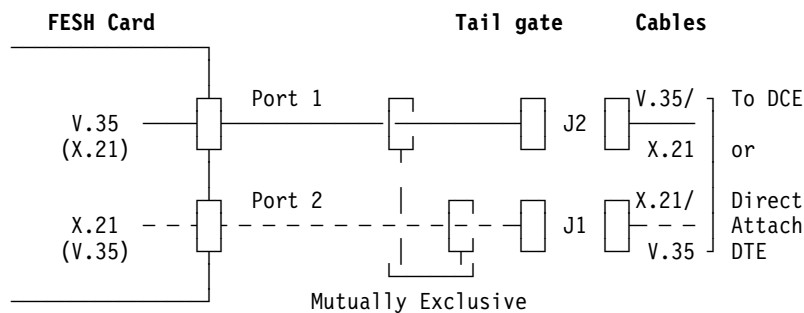 FESH Card Tail gate Cables
Port 1 V.35/ To DCE
V.35 J2
(X.21) X.21 or
Port 2 X.21/ Direct
X.21 J1 Attach
(V.35) V.35 DTE
Mutually Exclusive